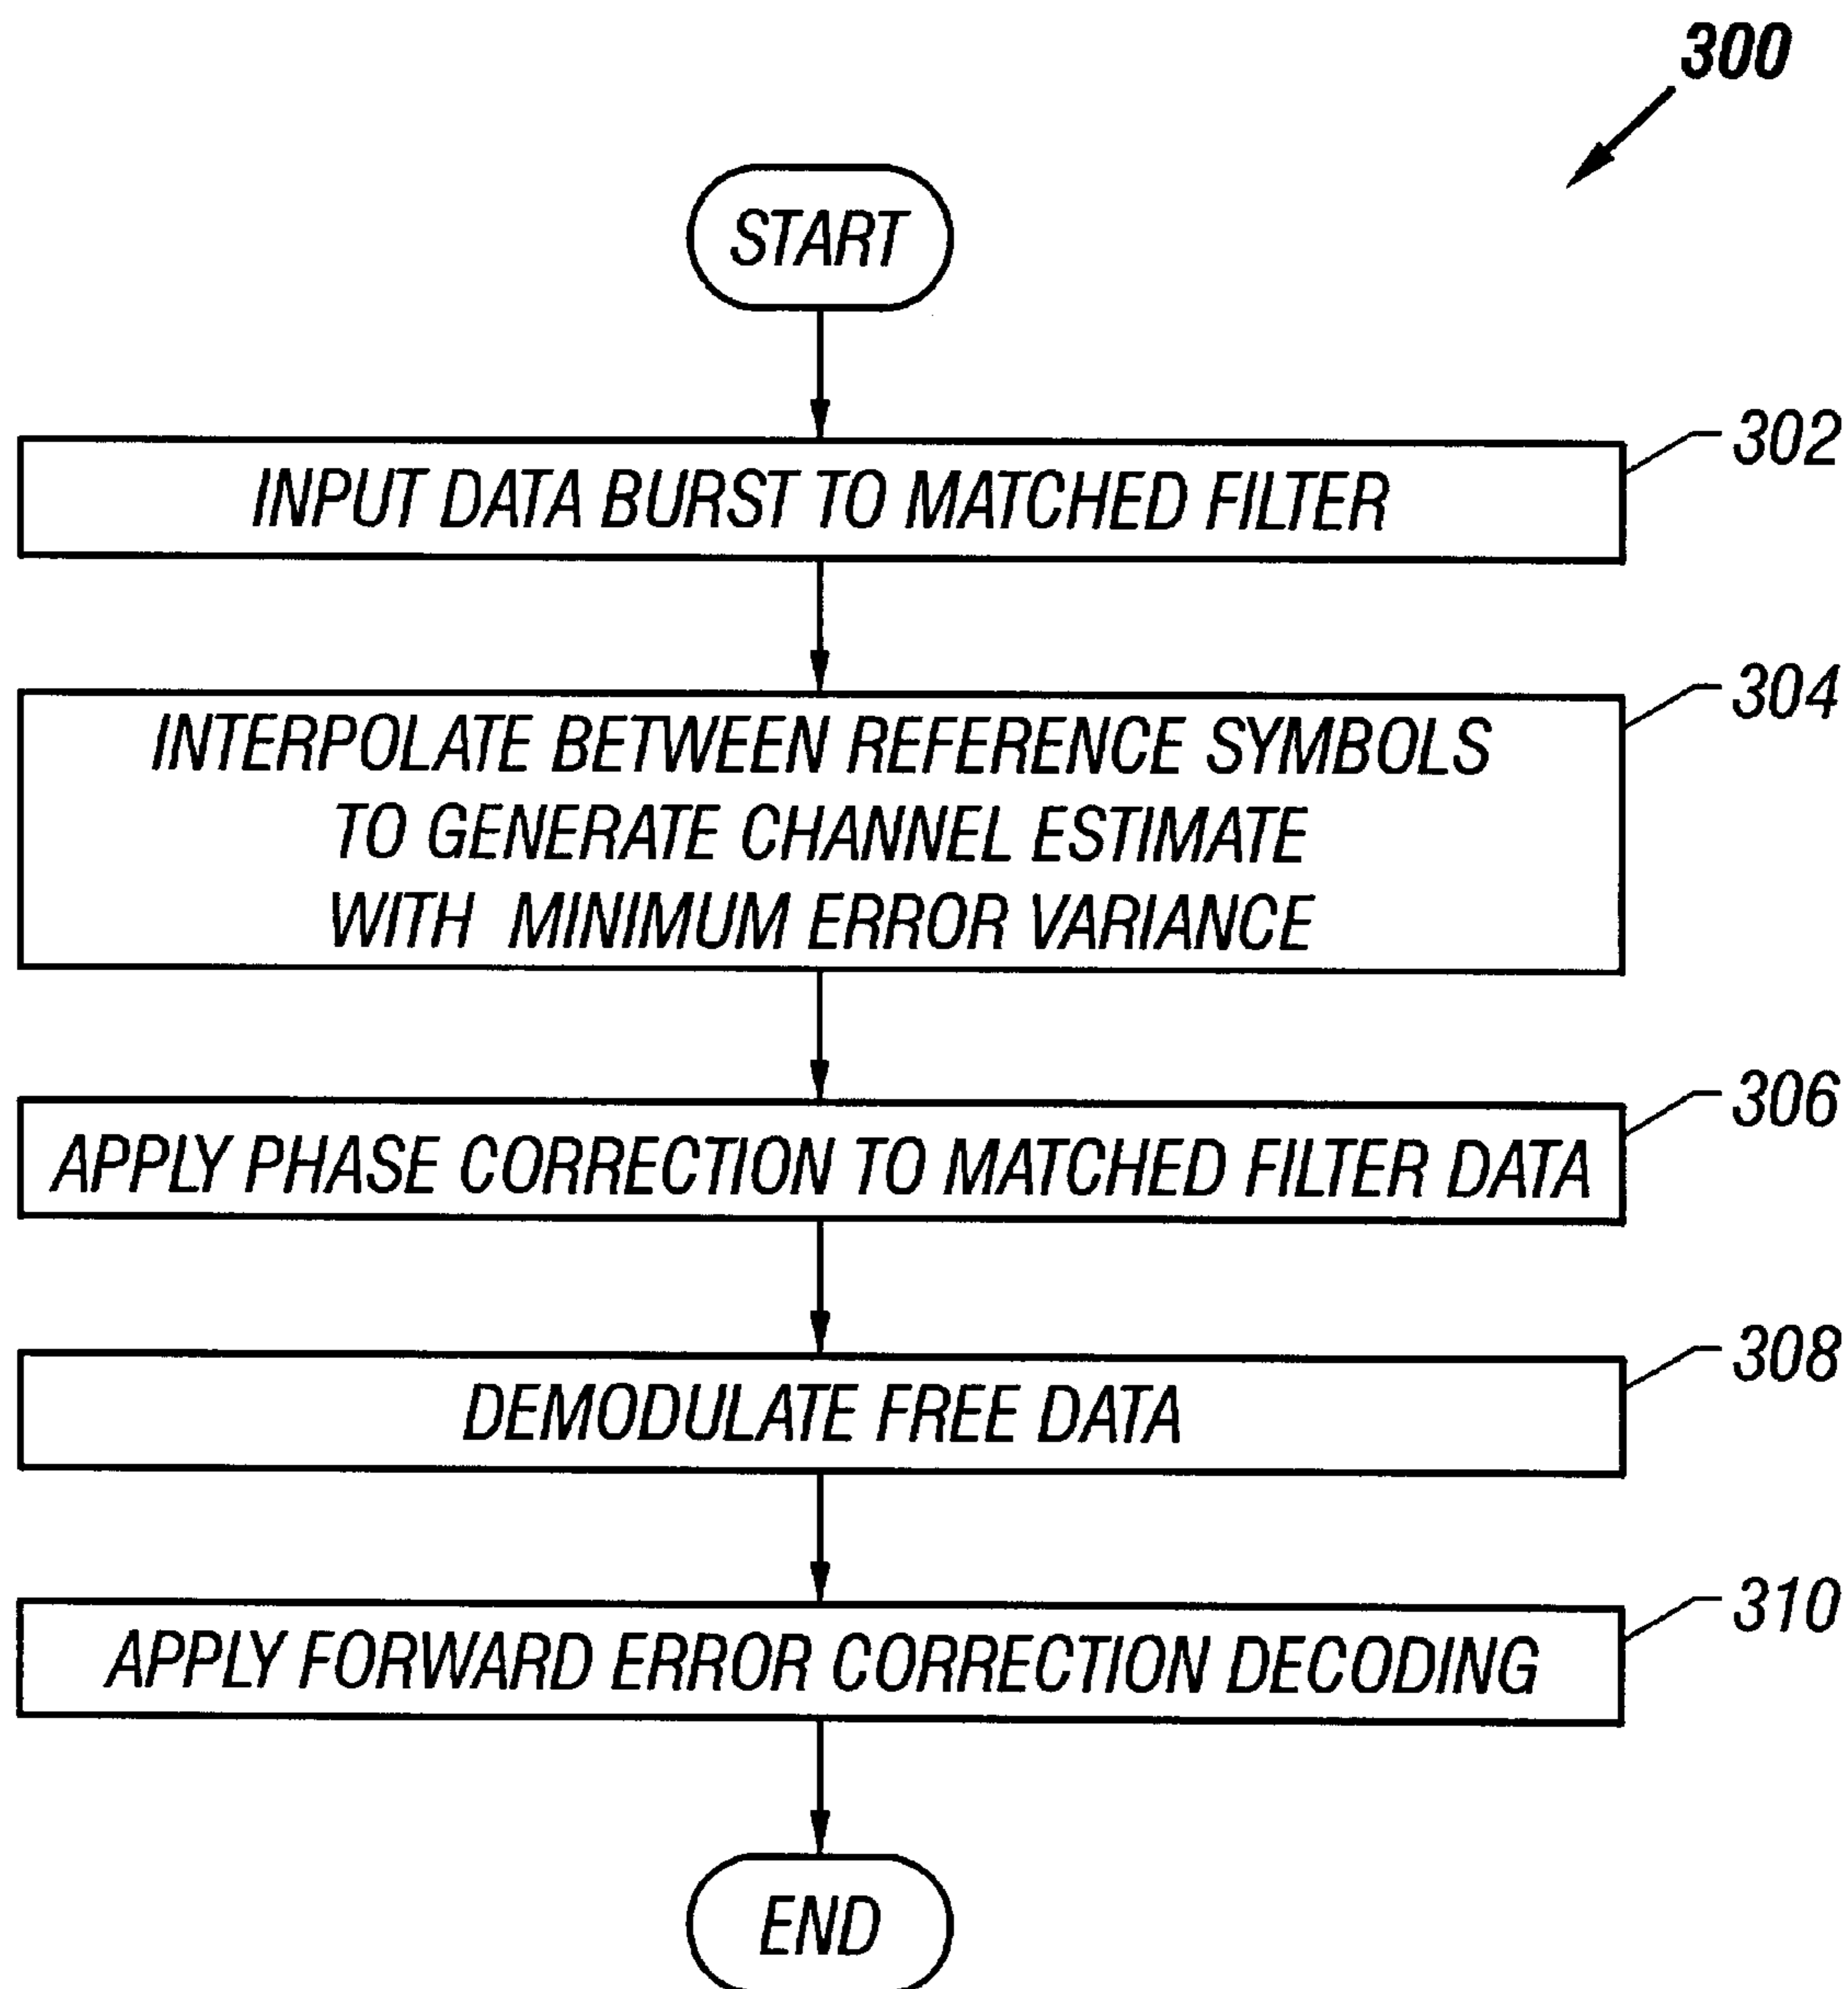 300
START
302
INPUT DATA BURST TO MATCHED FILTER
304
INTERPOLATE BETWEEN REFERENCE SYMBOLS
TO GENERATE CHANNEL ESTIMATE
WITH MINIMUM ERROR VARIANCE
306
APPLY PHASE CORRECTION TO MATCHED FILTER DATA
308
DEMODULATE FREE DATA
310
APPLY FORWARD ERROR CORRECTION DECODING
END